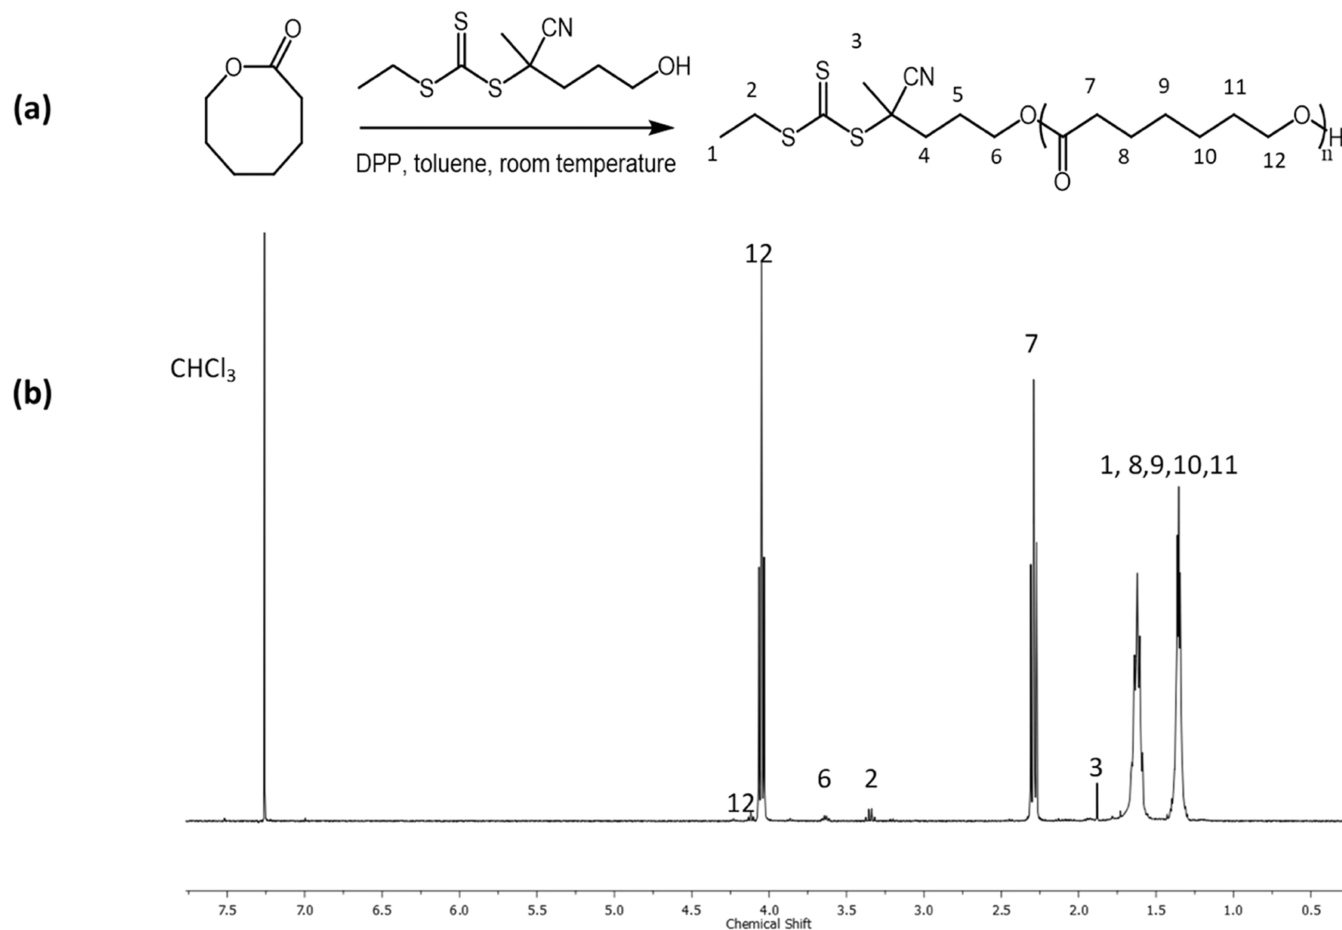 (a)
O
O
S
CN
S
S
OH
DPP, toluene, room temperature
3
S
CN
2
5
7
9
11
S
S
O
O
H
n
1
4
6
8
10
12
O
(b)
CHCl3
12
7
1, 8,9,10,11
12
6
2
3
7.5 7.0 6.5 6.0 5.5 5.0 4.5 4.0 3.5 3.0 2.5 2.0 1.5 1.0 0.5
Chemical Shift